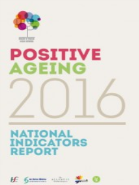 POSITIVE
AGEING
2016
NATIONAL
INDICATORS
REPORT